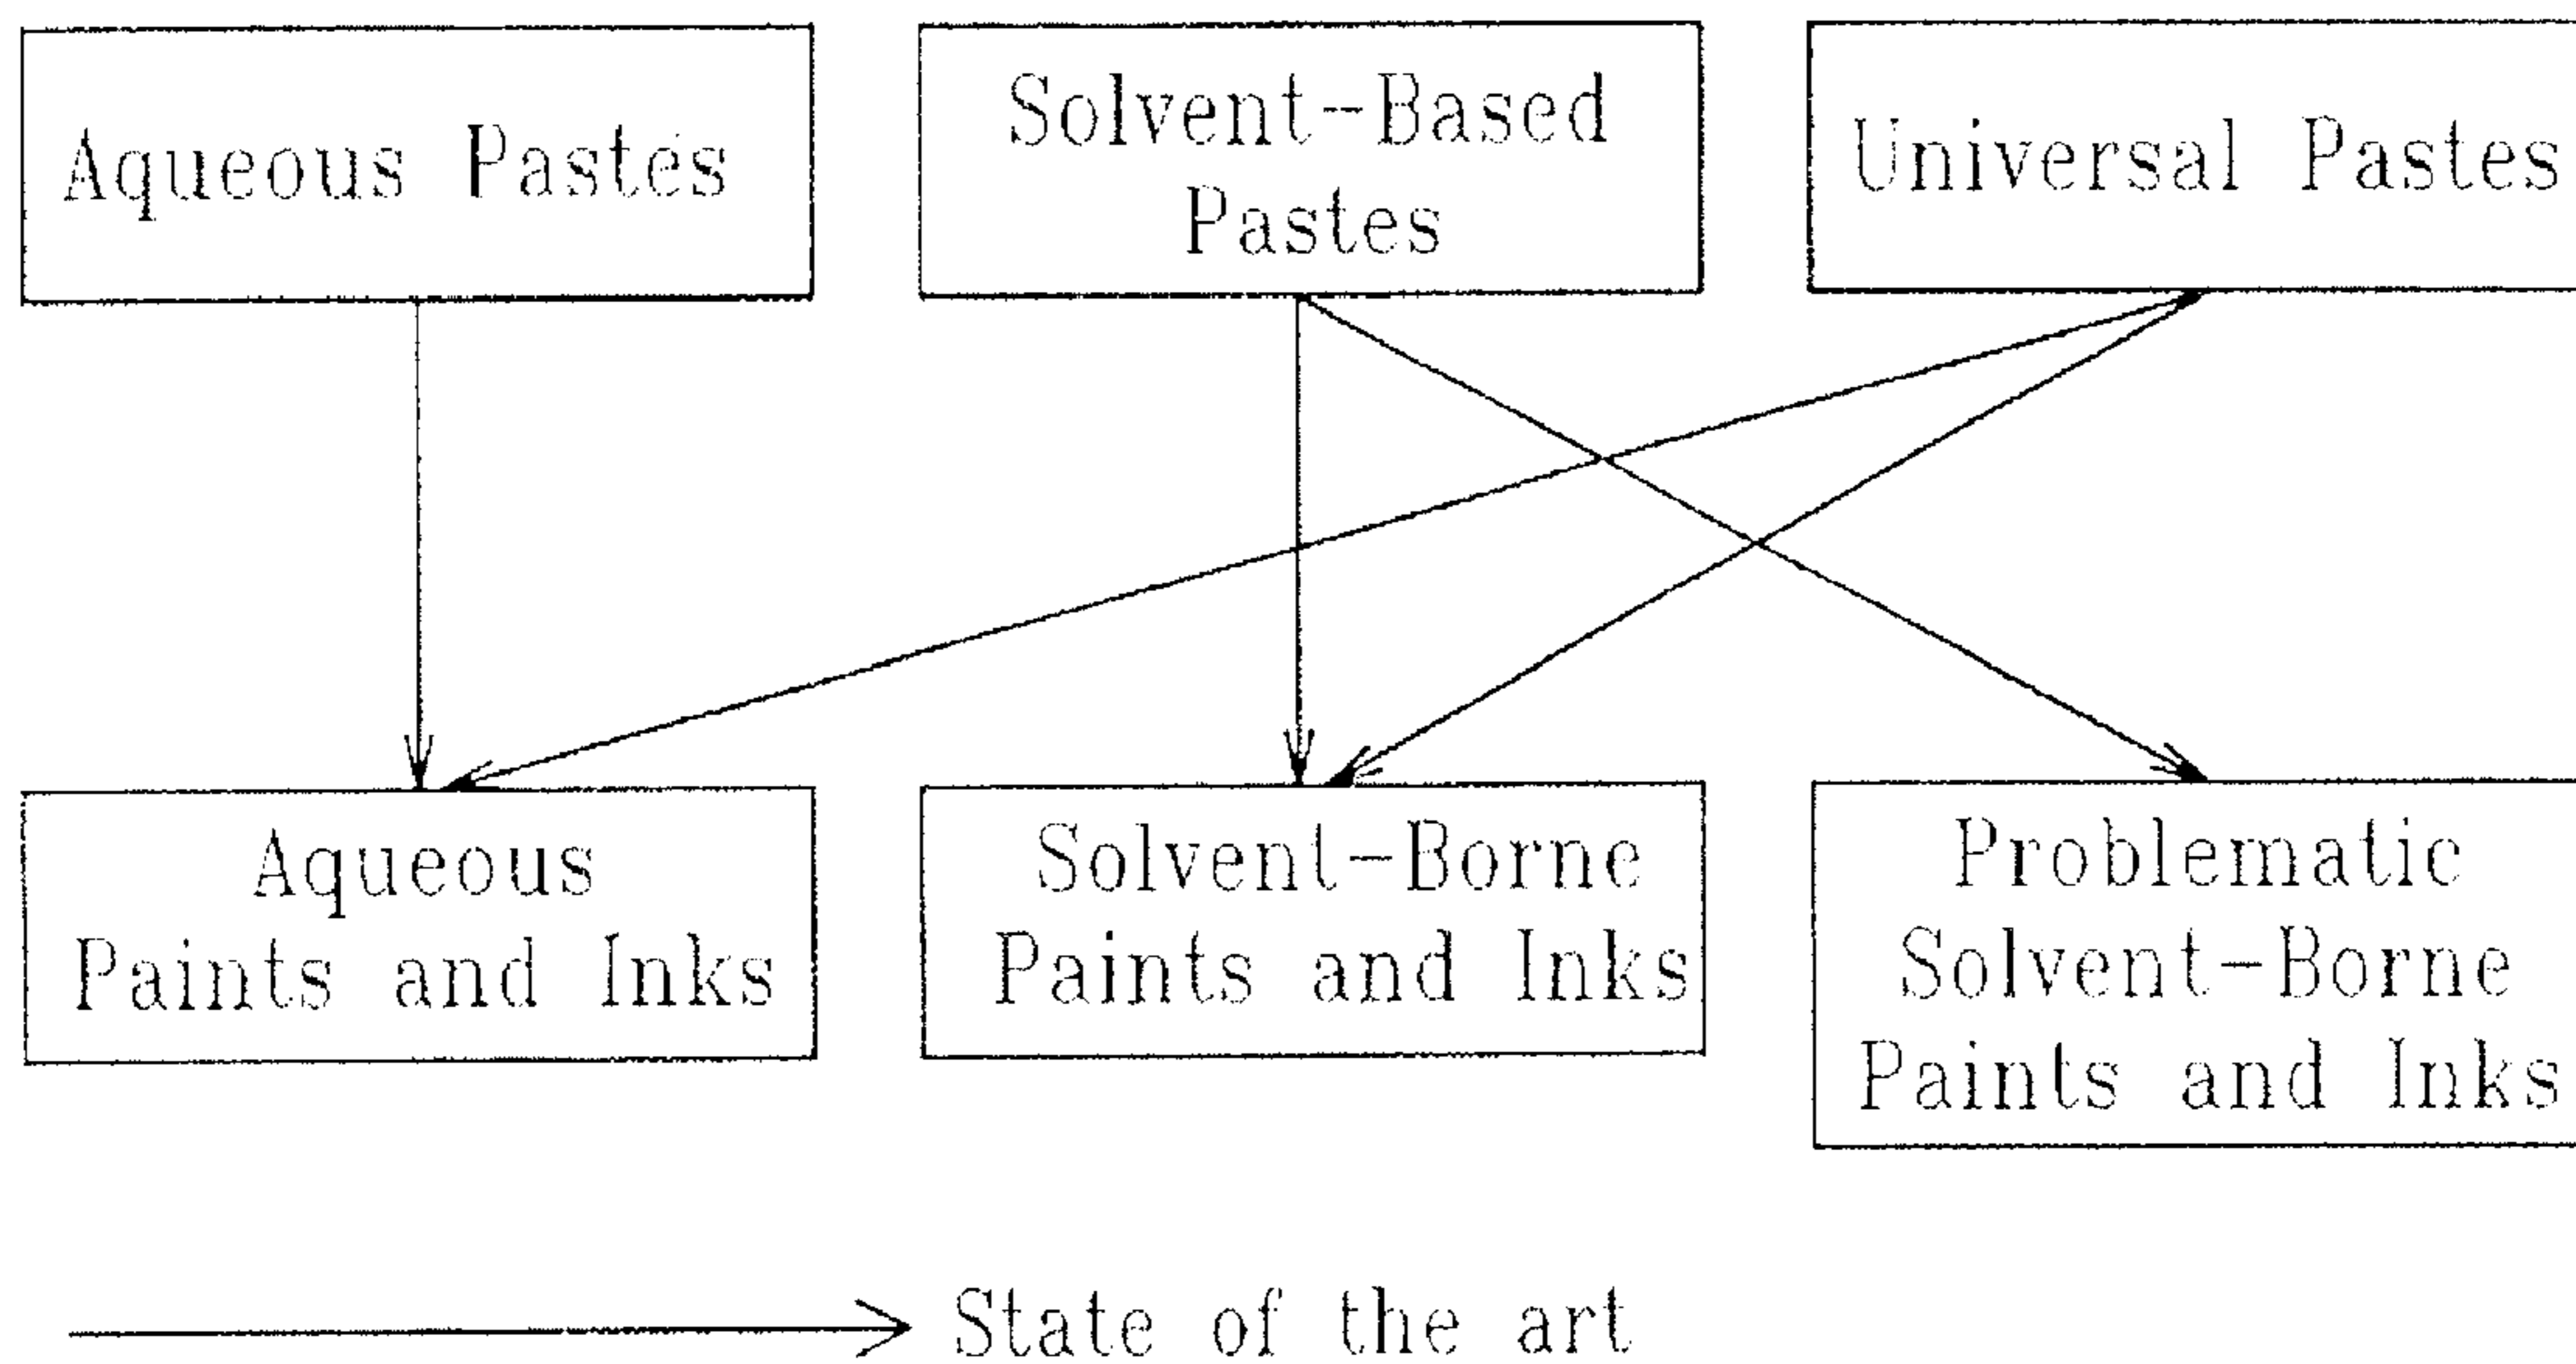 Aqueous Pastes
Solvent-Based
Pastes
Universal Pastes
Aqueous
Paints and Inks
Solvent-Borne
Paints and Inks
Problematic
Solvent-Borne
Paints and Inks
State of the art